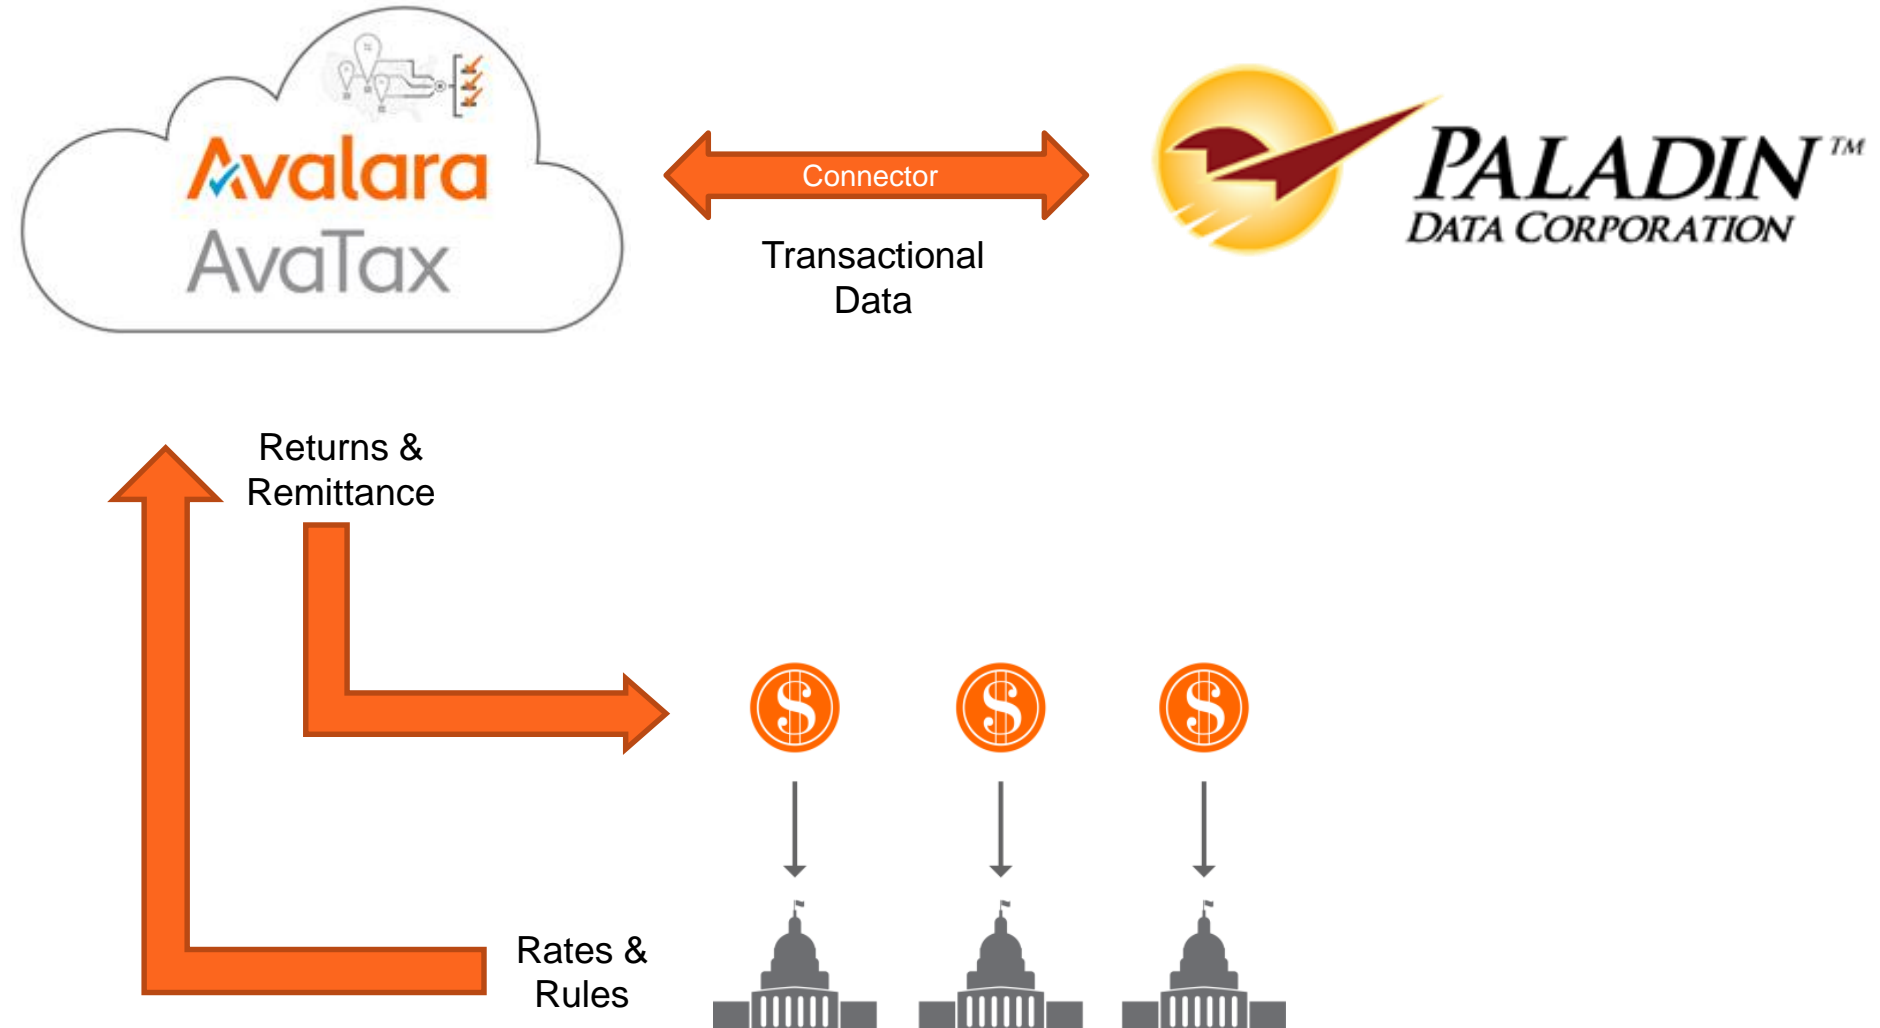 Avalara
AvaTax
Connector
Transactional
Data
PALADIN™
DATA CORPORATION
Returns &
Remittance
$ $ $
Rates &
Rules